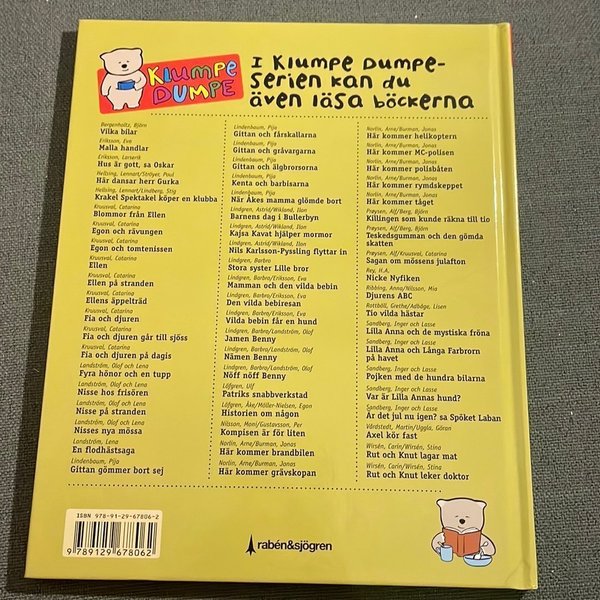 Klumpe
Dumpe
I Klumpe Dumpe-
serien kan du
även läsa böckerna
Bergenholtz, Björn
Vilka bilar
Eriksson, Eva
Malla handlar
Eriksson, Larserik
Hus är gott, sa Oskar
Hellsing, Lennart/Ströyer, Poul
Här dansar herr Gurka
Hellsing, Lennart/Lindberg, Stig
Krakel Spektakel köper en klubba
Kruusval, Catarina
Blommor från Ellen
Kruusval, Catarina
Egon och rävungen
Kruusval, Catarina
Egon och tomtenissen
Kruusval, Catarina
Ellen
Kruusval, Catarina
Ellen på stranden
Kruusval, Catarina
Ellens äppelträd
Kruusval, Catarina
Fia och djuren
Kruusval, Catarina
Fia och djuren går till sjöss
Kruusval, Catarina
Fia och djuren på dagis
Landström, Olof och Lena
Fyra hönor och en tupp
Landström, Olof och Lena
Nisse hos frisören
Landström, Olof och Lena
Nisse på stranden
Landström, Olof och Lena
Nisses nya mössa
Landström, Lena
En flodhästsaga
Lindenbaum, Pija
Gittan gömmer bort sej
Lindenbaum, Pija
Gittan och fårskallarna
Lindenbaum, Pija
Gittan och gråvargarna
Lindenbaum, Pija
Gittan och älgbrorsorna
Lindenbaum, Pija
Kenta och barbisarna
Lindenbaum, Pija
När Åkes mamma glömde bort
Lindgren, Astrid/Wikland, Ilon
Barnens dag i Bullerbyn
Lindgren, Astrid/Wikland, Ilon
Kajsa Kavat hjälper mormor
Lindgren, Astrid/Wikland, Ilon
Nils Karlsson-Pyssling flyttar in
Lindgren, Barbro
Stora syster Lille bror
Lindgren, Barbro/Eriksson, Eva
Mamman och den vilda bebin
Lindgren, Barbro/Eriksson, Eva
Den vilda bebiresan
Lindgren, Barbro/Eriksson, Eva
Vilda bebin får en hund
Lindgren, Barbro/Landström, Olof
Jamen Benny
Lindgren, Barbro/Landström, Olof
Nämen Benny
Lindgren, Barbro/Landström, Olof
Nöff nöff Benny
Löfgren, Ulf
Patriks snabbverkstad
Löfgren, Åke/Möller-Nielsen, Egon
Historien om någon
Nilsson, Moni/Gustavsson, Per
Kompisen är för liten
Norlin, Arne/Burman, Jonas
Här kommer brandbilen
Norlin, Arne/Burman, Jonas
Här kommer grävskopan
Norlin, Arne/Burman, Jonas
Här kommer helikoptern
Norlin, Arne/Burman, Jonas
Här kommer MC-polisen
Norlin, Arne/Burman, Jonas
Här kommer polisbåten
Norlin, Arne/Burman, Jonas
Här kommer rymdskeppet
Norlin, Arne/Burman, Jonas
Här kommer tåget
Prøysen, Alf/Berg, Björn
Killingen som kunde räkna till tio
Prøysen, Alf/Berg, Björn
Teskedsgumman och den gömda
skatten
Prøysen, Alf/Kruusval, Catarina
Sagan om mössens julafton
Rey, H.A.
Nicke Nyfiken
Ribbing, Anna/Nilsson, Mia
Djurens ABC
Rottböll, Grethe/Adbåge, Lisen
Tio vilda hästar
Sandberg, Inger och Lasse
Lilla Anna och de mystiska fröna
Sandberg, Inger och Lasse
Lilla Anna och Långa Farbrorn
på havet
Sandberg, Inger och Lasse
Pojken med de hundra bilarna
Sandberg, Inger och Lasse
Var är Lilla Annas hund?
Sandberg, Inger och Lasse
Är det jul nu igen? sa Spöket Laban
Vårdstedt, Martin/Uggla, Göran
Axel kör fast
Wirsén, Carin/Wirsén, Stina
Rut och Knut lagar mat
Wirsén, Carin/Wirsén, Stina
Rut och Knut leker doktor
ISBN 978-91-29-67806-2
9 789129 678062
rabén&sjögren